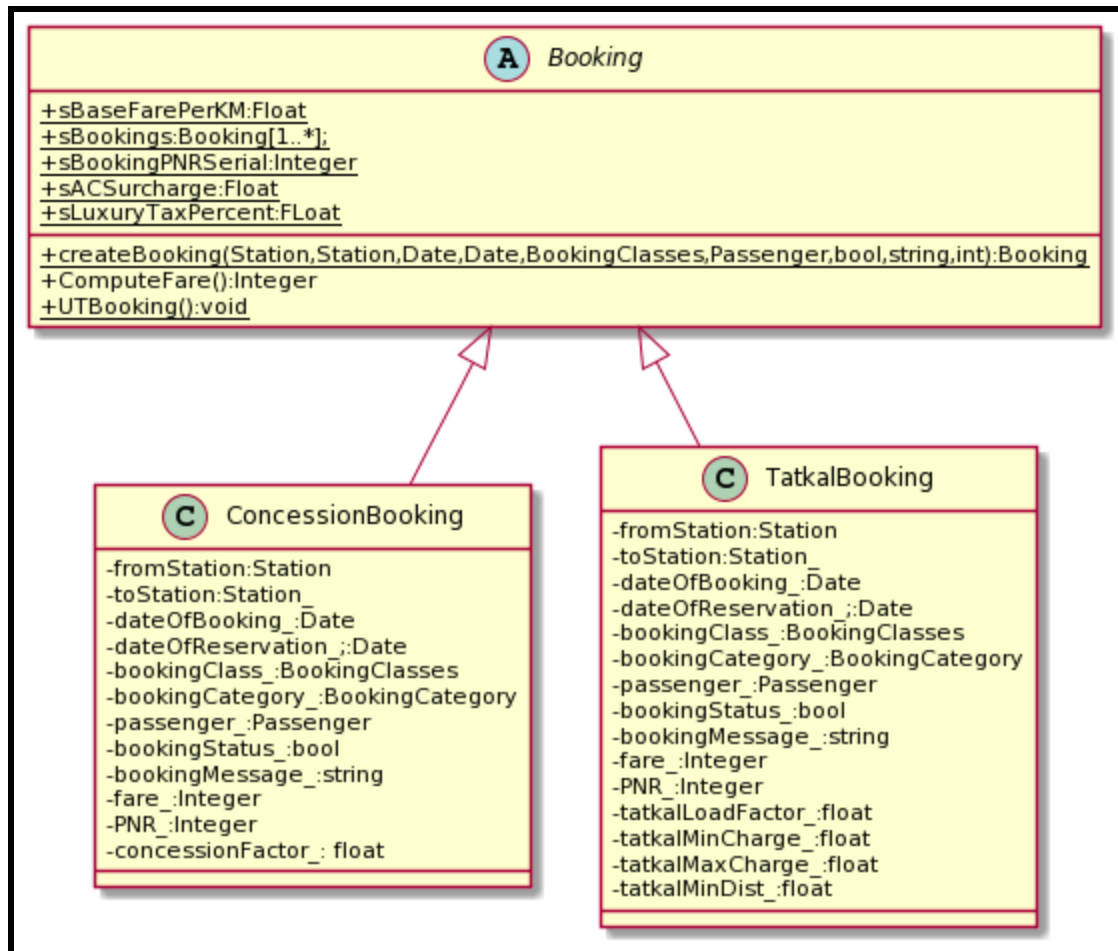 A Booking
+sBaseFarePerKM:Float
+sBookings:Booking[1..*];
+sBookingPNRSerial:Integer
+sACSurcharge:Float
+sLuxuryTaxPercent:FLoat
+createBooking(Station,Station,Date,Date,BookingClasses,Passenger,bool,string,int):Booking
+ComputeFare():Integer
+UTBooking():void
C ConcessionBooking
-fromStation:Station
-toStation:Station_
-dateOfBooking_:Date
-dateOfReservation_;:Date
-bookingClass_:BookingClasses
-bookingCategory_:BookingCategory
-passenger_:Passenger
-bookingStatus_:bool
-bookingMessage_:string
-fare_:Integer
-PNR_:Integer
-concessionFactor_: float
C TatkalBooking
-fromStation:Station
-toStation:Station_
-dateOfBooking_:Date
-dateOfReservation_;:Date
-bookingClass_:BookingClasses
-bookingCategory_:BookingCategory
-passenger_:Passenger
-bookingStatus_:bool
-bookingMessage_:string
-fare_:Integer
-PNR_:Integer
-tatkalLoadFactor_:float
-tatkalMinCharge_:float
-tatkalMaxCharge_:float
-tatkalMinDist_:float